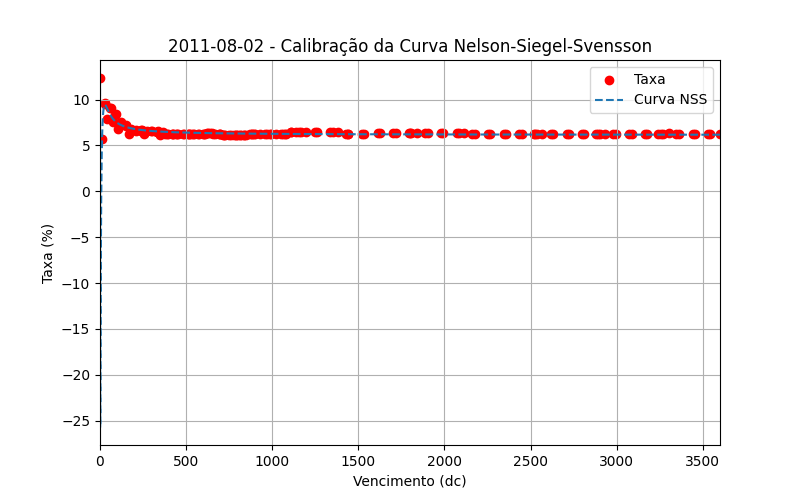 2011-08-02 - Calibração da Curva Nelson-Siegel-Svensson
Taxa
Curva NSS
10
5
0
−5
−10
−15
−20
−25
Taxa (%)
0 500 1000 1500 2000 2500 3000 3500
Vencimento (dc)